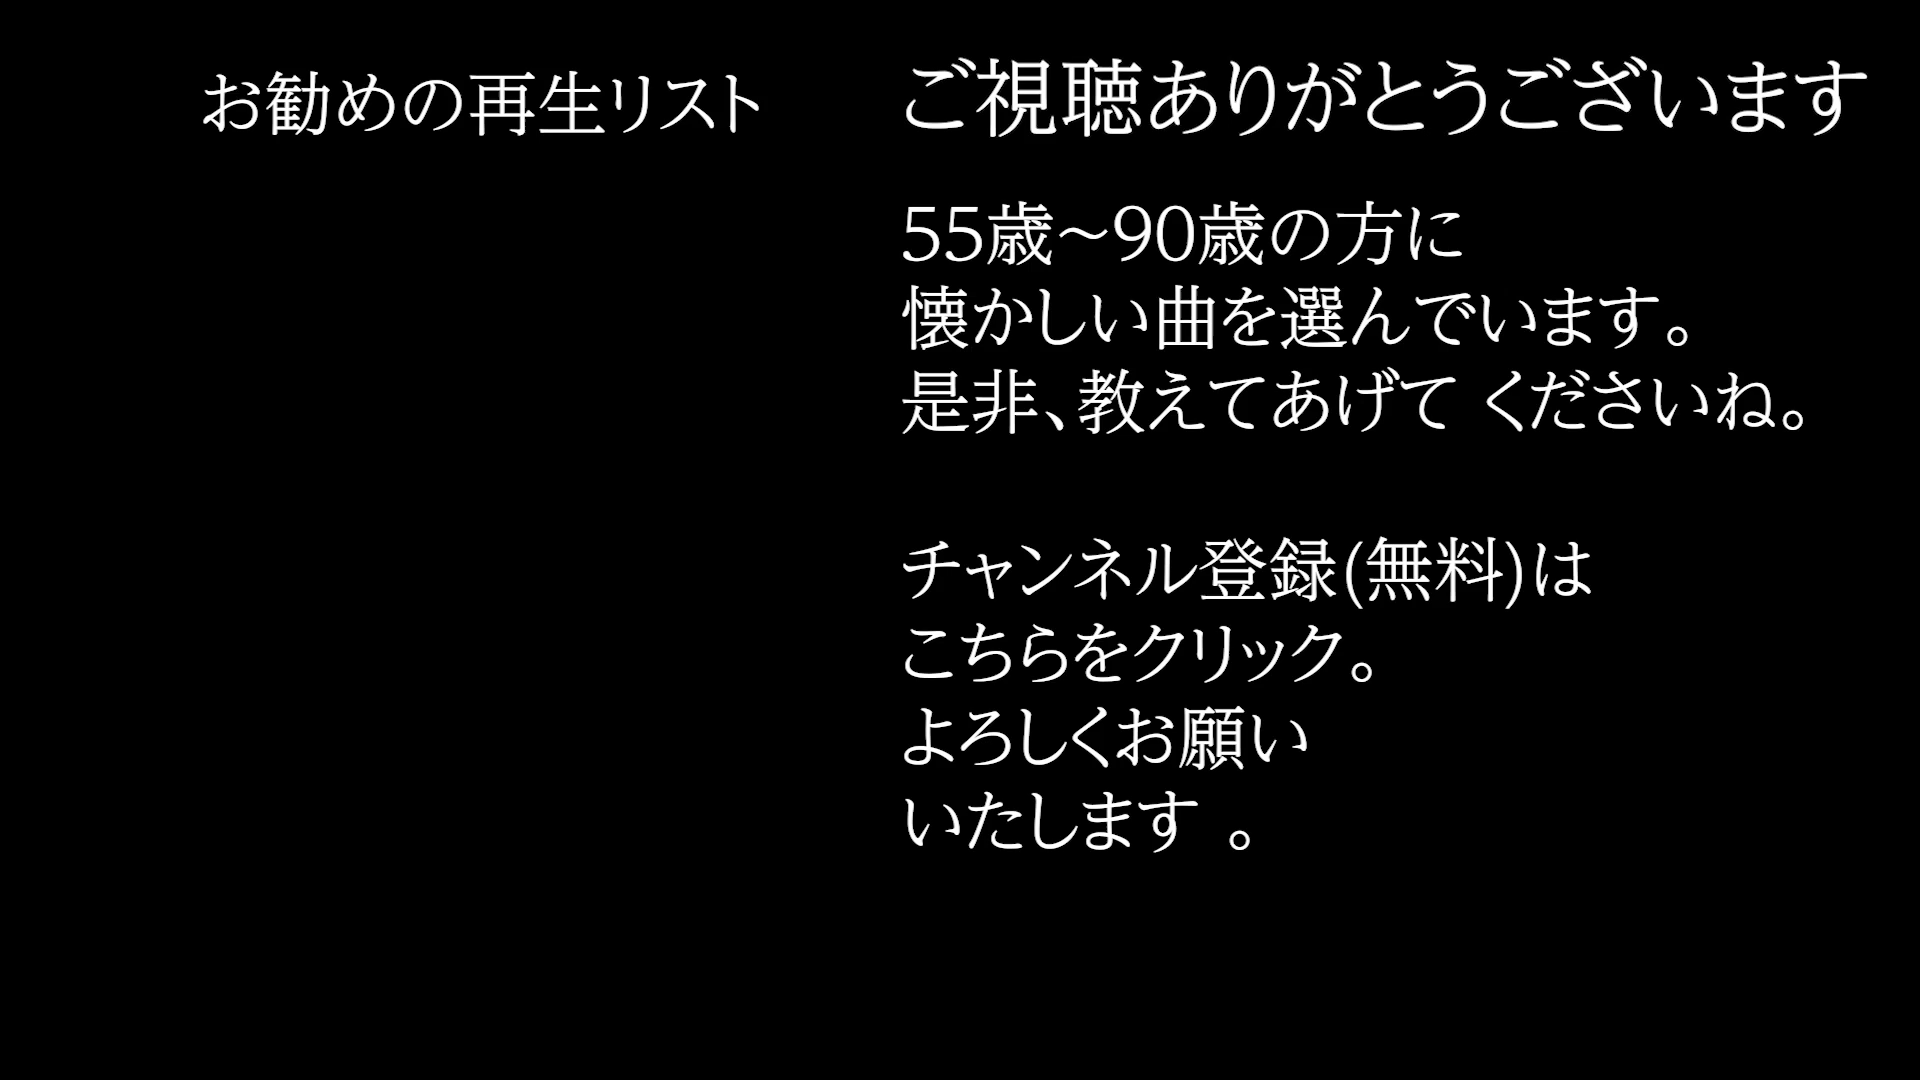 お勧めの再生リスト
ご視聴ありがとうございます
55歳~90歳の方に
懐かしい曲を選んでいます。
是非、教えてあげて くださいね。
チャンネル登録(無料)は
こちらをクリック。
よろしくお願い
いたします 。